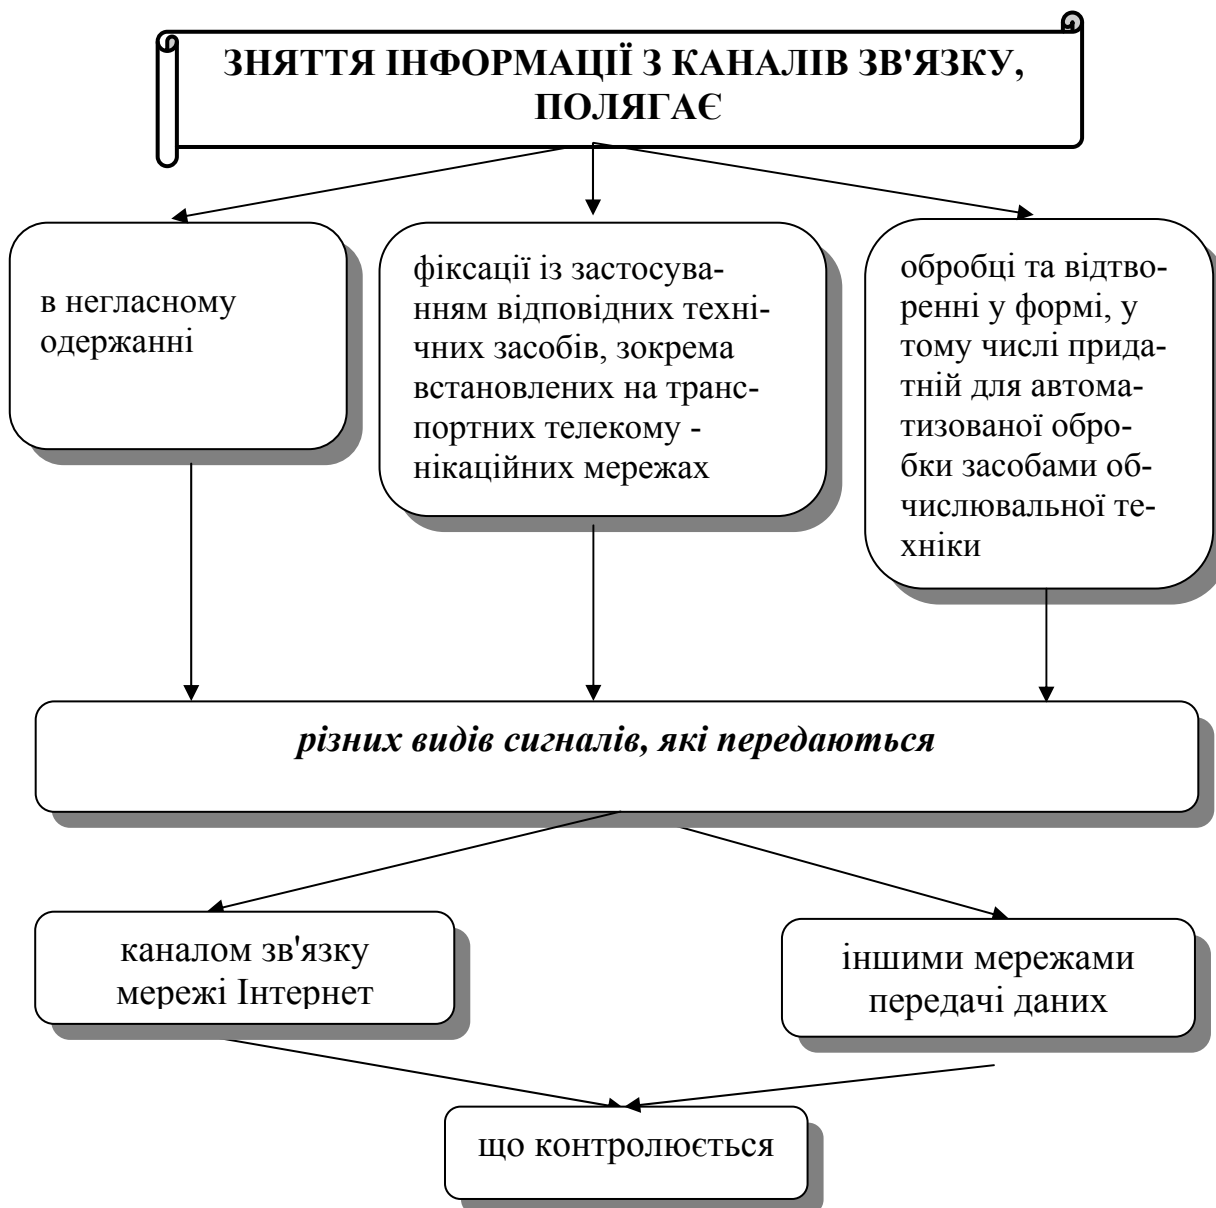 ЗНЯТТЯ ІНФОРМАЦІЇ З КАНАЛІВ ЗВ'ЯЗКУ,
ПОЛЯГАЄ
в негласному
одержанні
фіксації із застосува-
нням відповідних техні-
чних засобів, зокрема
встановлених на транс-
портних телекому -
нікаційних мережах
обробці та відтво-
ренні у формі, у
тому числі прида-
тній для автома-
тизованої обро-
бки засобами об-
числювальної те-
хніки
різних видів сигналів, які передаються
каналом зв'язку
мережі Інтернет
іншими мережами
передачі даних
що контролюється